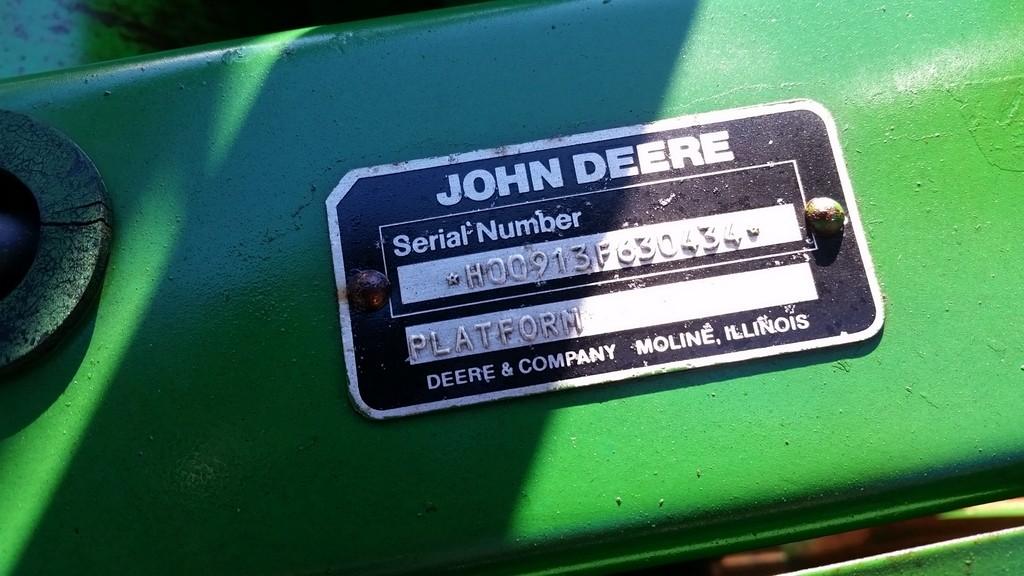 JOHN DEERE
Serial Number
*H00913F630434*
PLATFORM
DEERE & COMPANY MOLINE, ILLINOIS